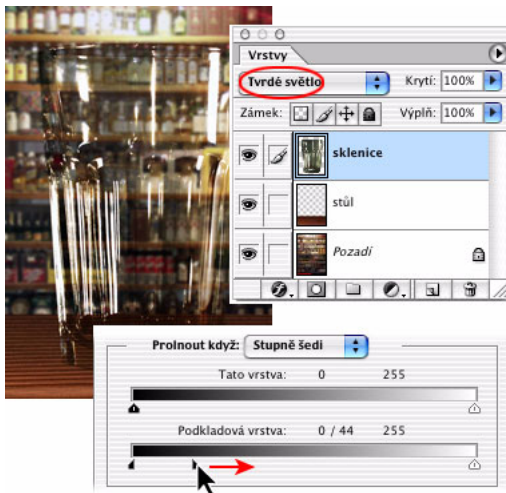 Vrstvy
Tvrdé světlo Krytí: 100%
Zámek: Výplň: 100%
sklenice
stůl
Pozadí
Prolnout když: Stupně šedi
Tato vrstva: 0 255
Podkladová vrstva: 0 / 44 255